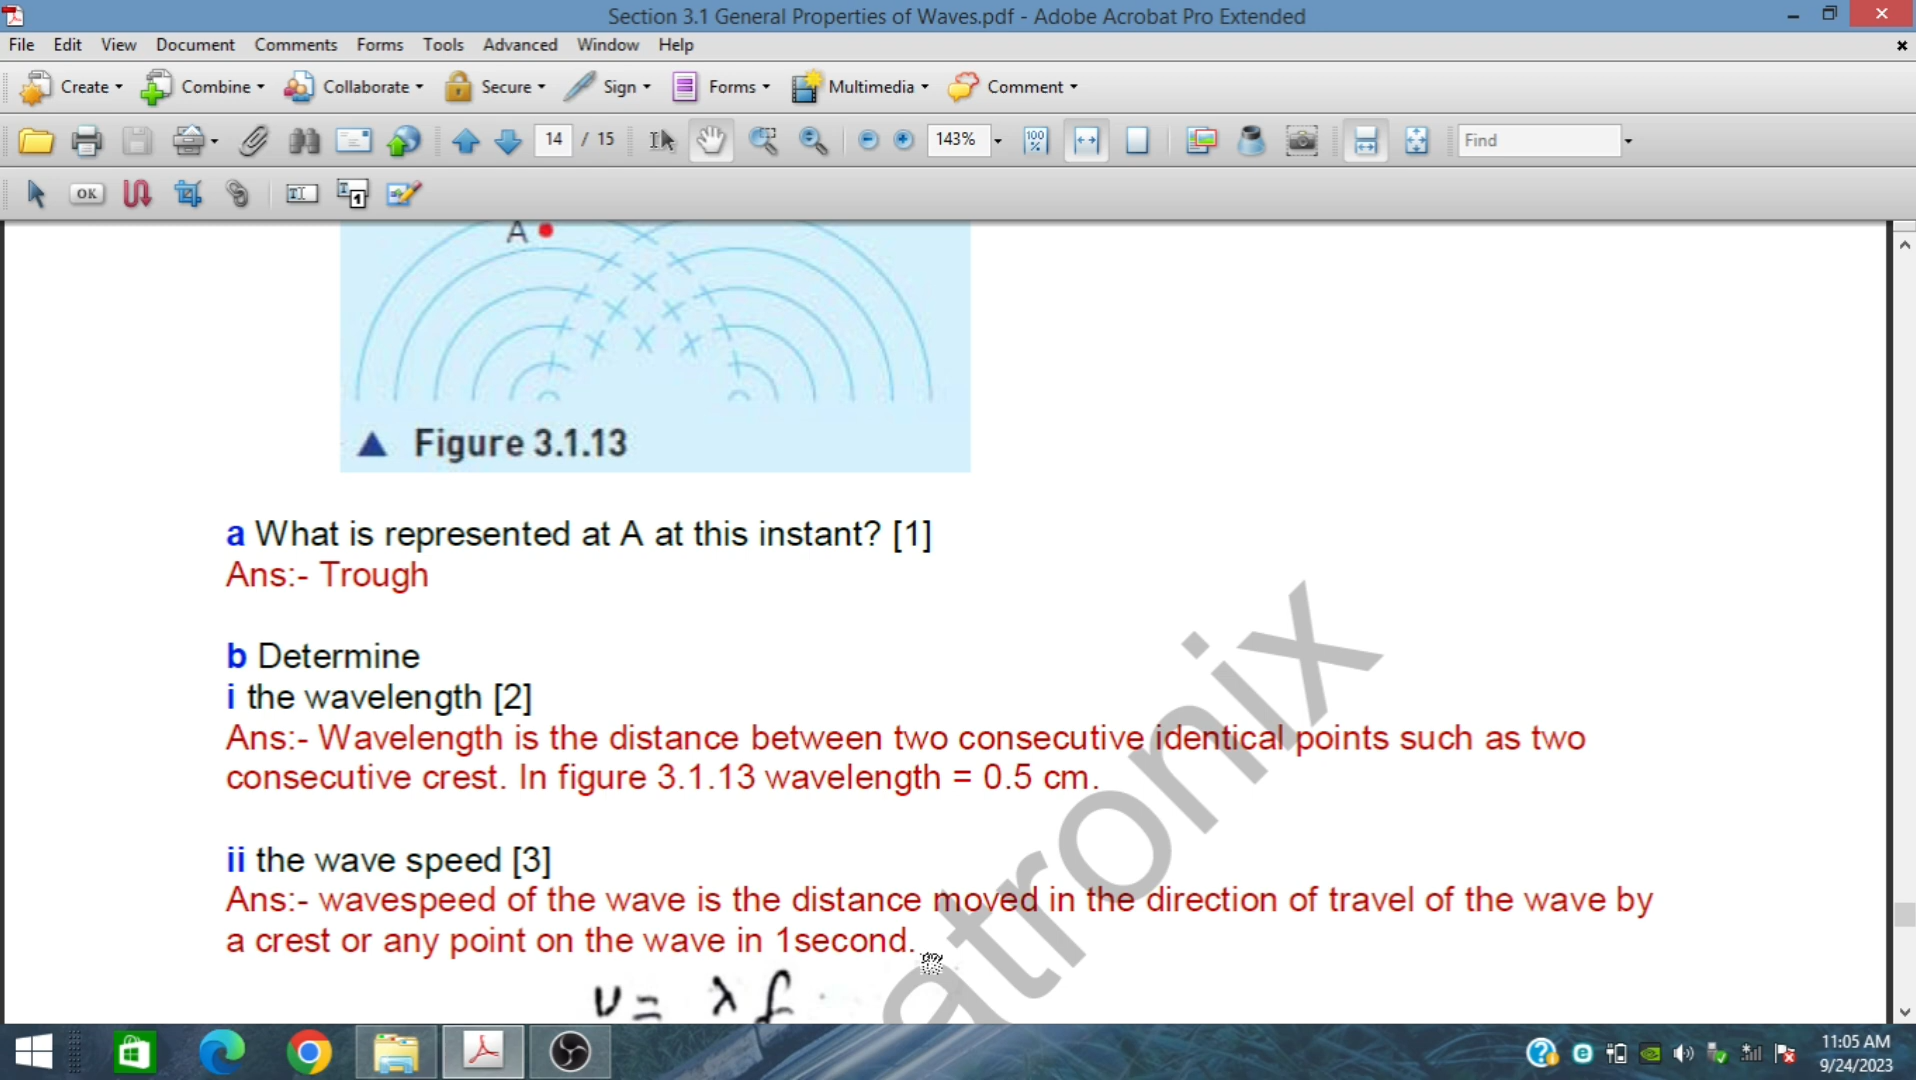 Section 3.1 General Properties of Waves.pdf - Adobe Acrobat Pro Extended
File Edit View Document Comments Forms Tools Advanced Window Help
Create Combine Collaborate Secure Sign Forms Multimedia Comment
14 / 15 143% 100 % Find
OK
A
▲ Figure 3.1.13
a What is represented at A at this instant? [1]
Ans:- Trough
b Determine
i the wavelength [2]
Ans:- Wavelength is the distance between two consecutive identical points such as two
consecutive crest. In figure 3.1.13 wavelength = 0.5 cm.
ii the wave speed [3]
Ans:- wavespeed of the wave is the distance moved in the direction of travel of the wave by
a crest or any point on the wave in 1second.
v = λ f
atronix
11:05 AM
9/24/2023